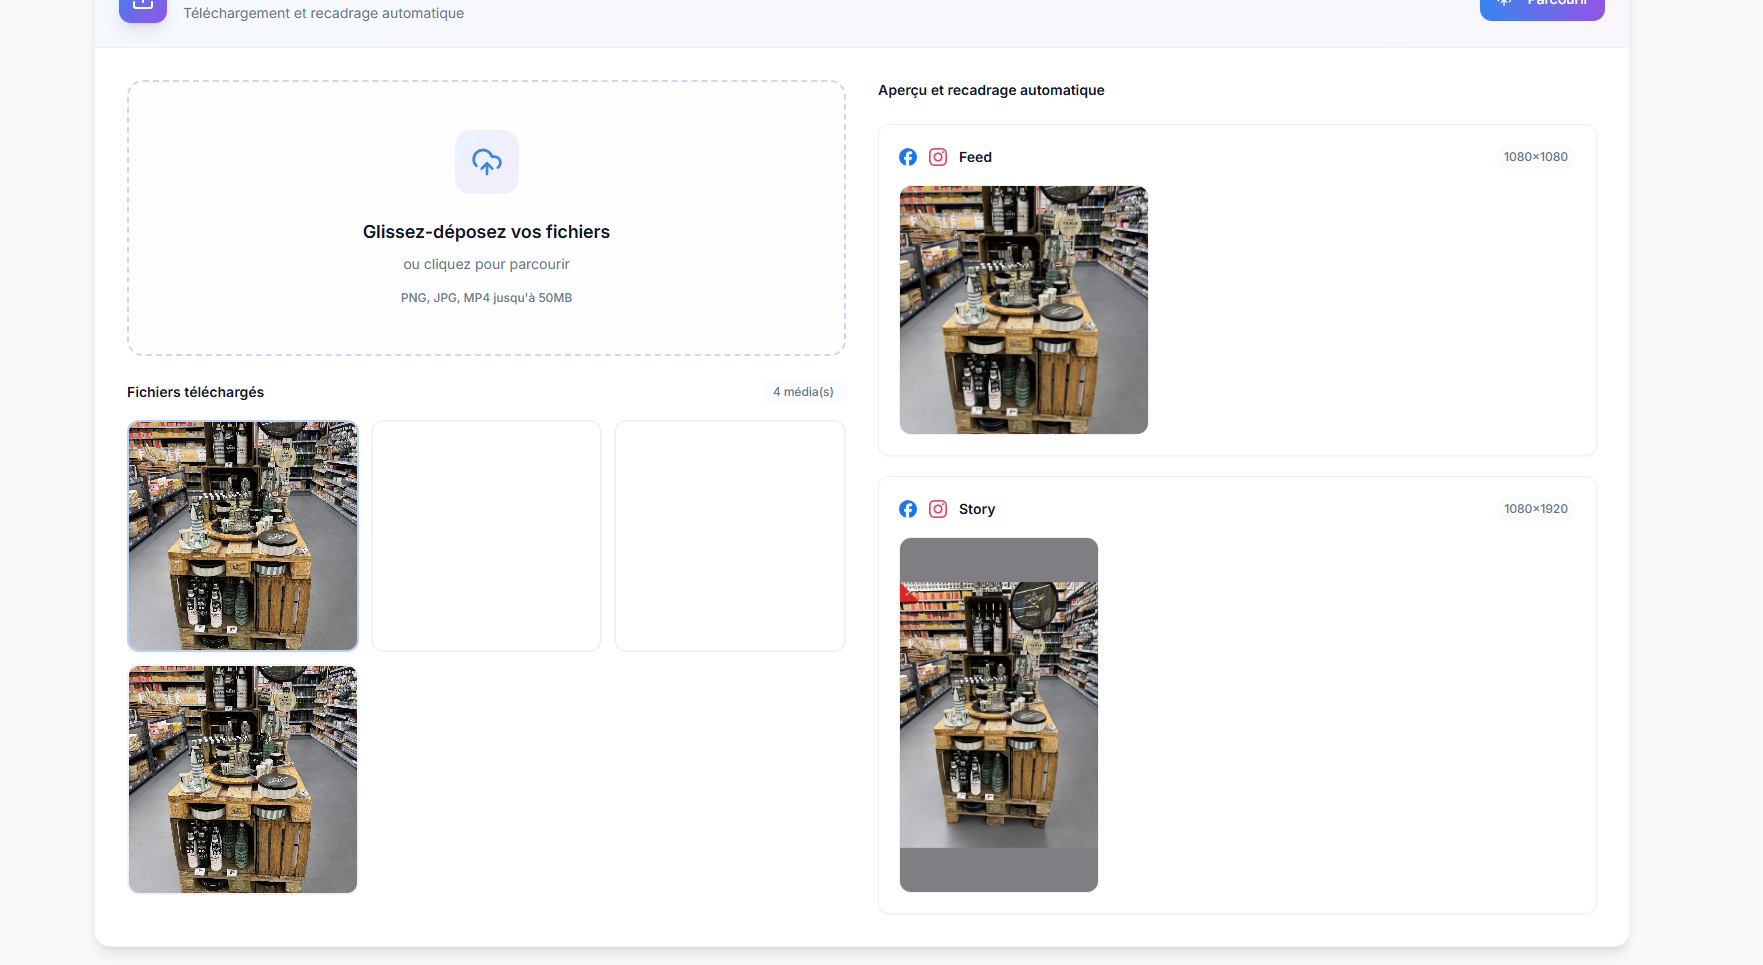 Téléchargement et recadrage automatique
Parcourir
Glissez-déposez vos fichiers
ou cliquez pour parcourir
PNG, JPG, MP4 jusqu'à 50MB
Fichiers téléchargés
4 média(s)
Aperçu et recadrage automatique
Feed
1080×1080
Story
1080×1920